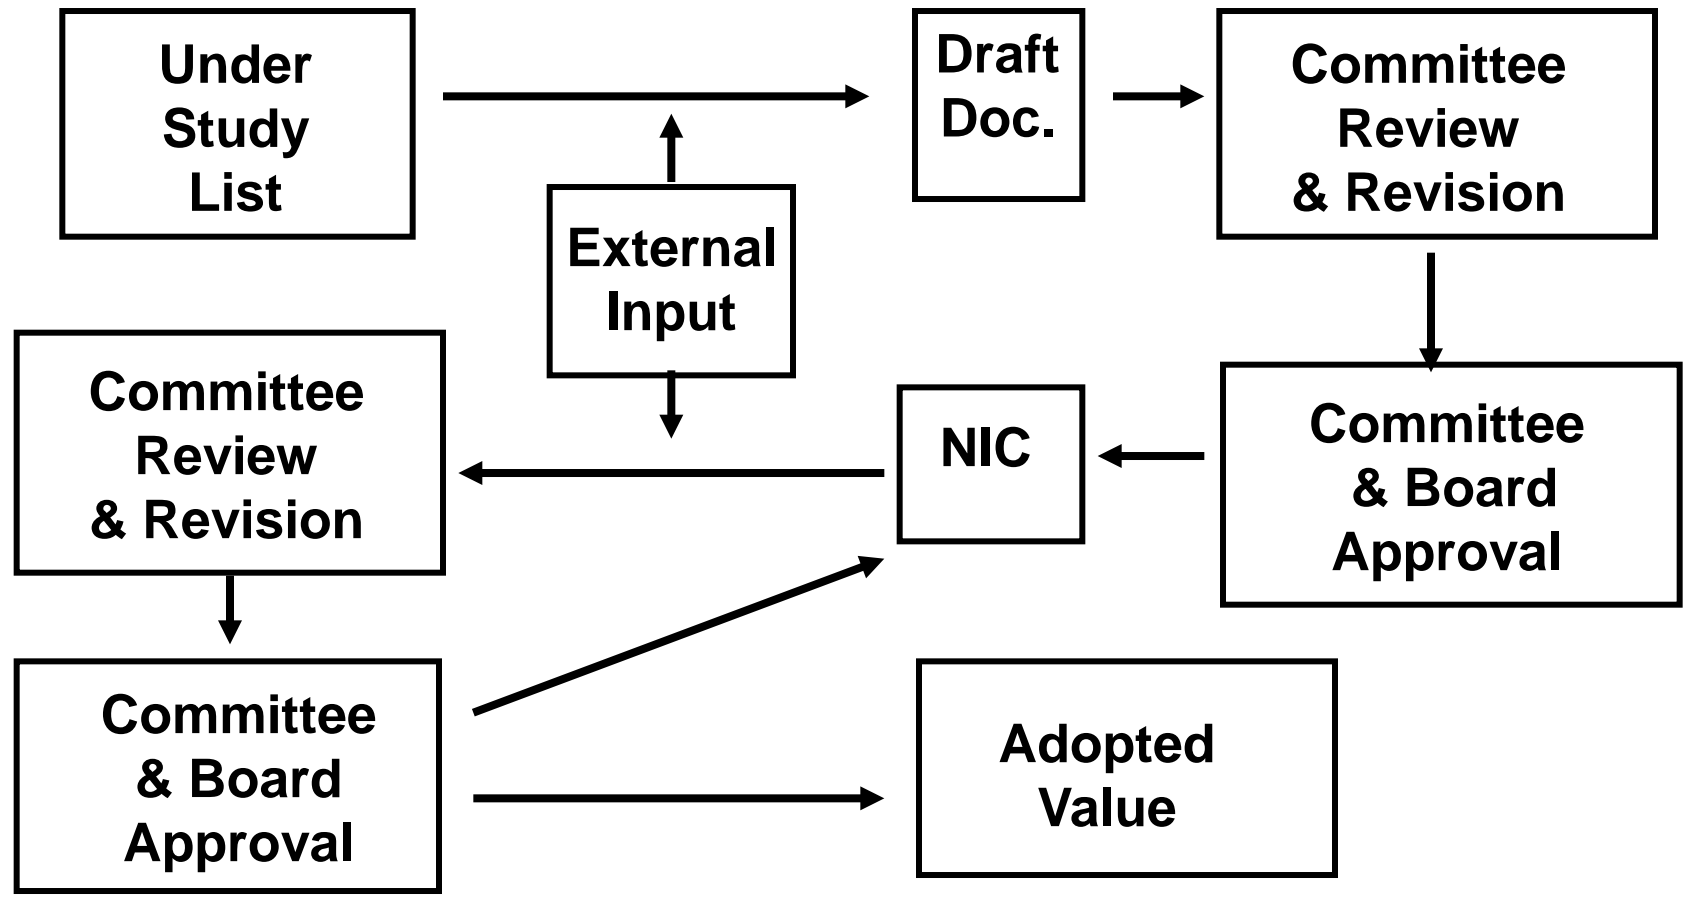 Under
Study
List
Draft
Doc.
Committee
Review
& Revision
External
Input
Committee
Review
& Revision
NIC
Committee
& Board
Approval
Committee
& Board
Approval
Adopted
Value